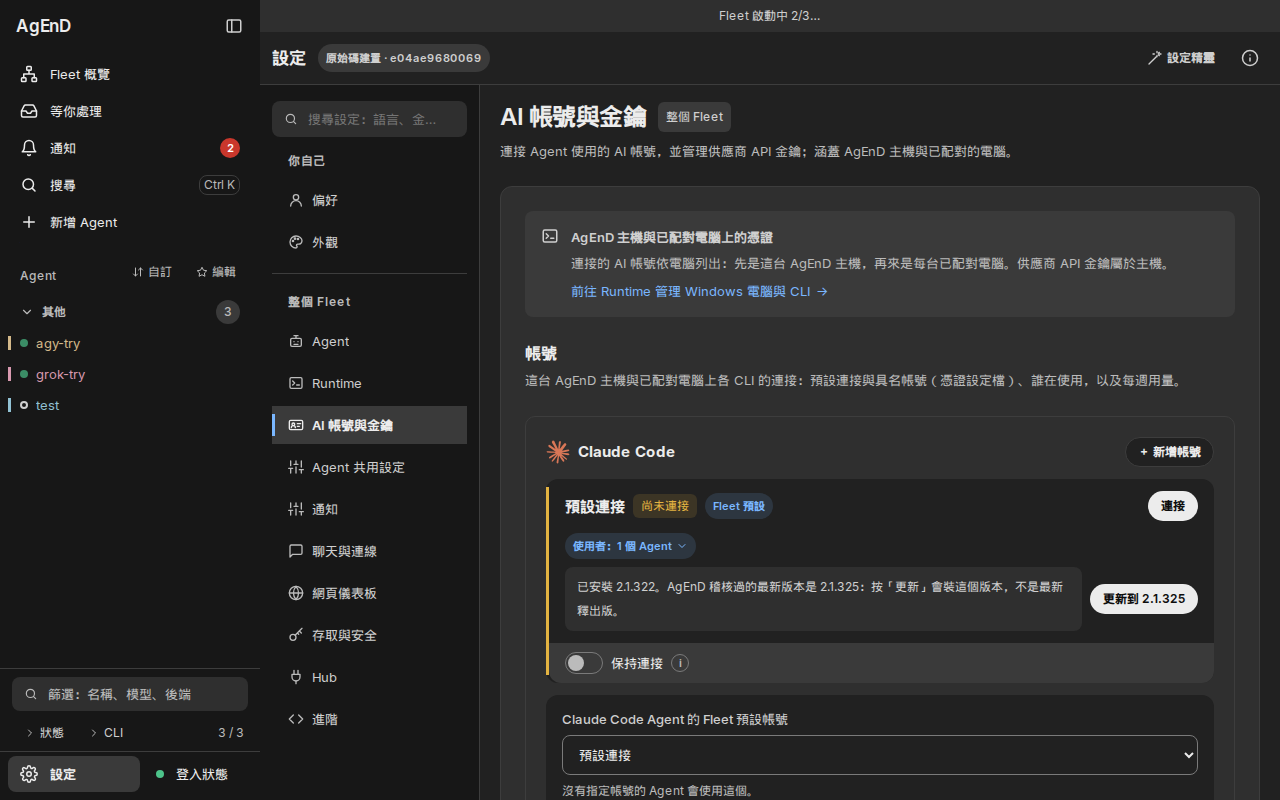 AgEnD
Fleet 概覽
等你處理
通知 2
搜尋 Ctrl K
新增 Agent
Agent 自訂 編輯
其他 3
agy-try
grok-try
test
篩選：名稱、模型、後端
狀態 CLI 3 / 3
設定 登入狀態
Fleet 啟動中 2/3…
設定 原始碼建置 · e04ae9680069 設定精靈
搜尋設定：語言、金…
你自己
偏好
外觀
整個 Fleet
Agent
Runtime
AI 帳號與金鑰
Agent 共用設定
通知
聊天與連線
網頁儀表板
存取與安全
Hub
進階
AI 帳號與金鑰 整個 Fleet
連接 Agent 使用的 AI 帳號，並管理供應商 API 金鑰；涵蓋 AgEnD 主機與已配對的電腦。
AgEnD 主機與已配對電腦上的憑證
連接的 AI 帳號依電腦列出：先是這台 AgEnD 主機，再來是每台已配對電腦。供應商 API 金鑰屬於主機。
前往 Runtime 管理 Windows 電腦與 CLI →
帳號
這台 AgEnD 主機與已配對電腦上各 CLI 的連接：預設連接與具名帳號（憑證設定檔）、誰在使用，以及每週用量。
Claude Code + 新增帳號
預設連接 尚未連接 Fleet 預設 連接
使用者：1 個 Agent
已安裝 2.1.322。AgEnD 稽核過的最新版本是 2.1.325：按「更新」會裝這個版本，不是最新
釋出版。
更新到 2.1.325
保持連接
Claude Code Agent 的 Fleet 預設帳號
預設連接
沒有指定帳號的 Agent 會使用這個。